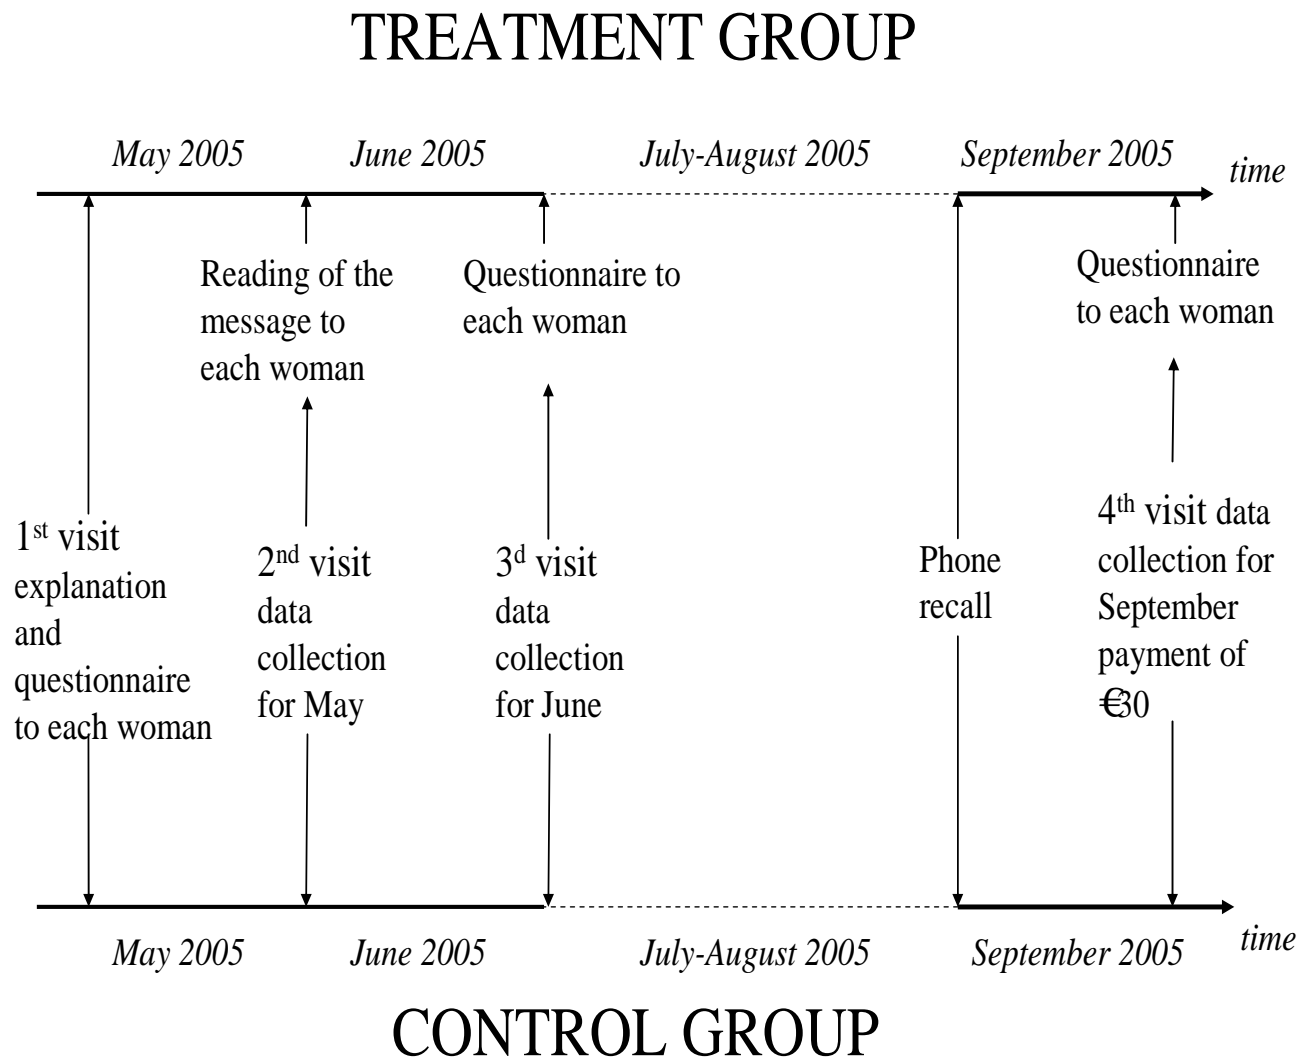 TREATMENT GROUP
May 2005
June 2005
July-August 2005
September 2005
time
Reading of the
message to
each woman
Questionnaire to
each woman
Questionnaire
to each woman
1st visit
explanation
and
questionnaire
to each woman
2nd visit
data
collection
for May
3d visit
data
collection
for June
Phone
recall
4th visit data
collection for
September
payment of
€30
May 2005
June 2005
July-August 2005
September 2005
time
CONTROL GROUP